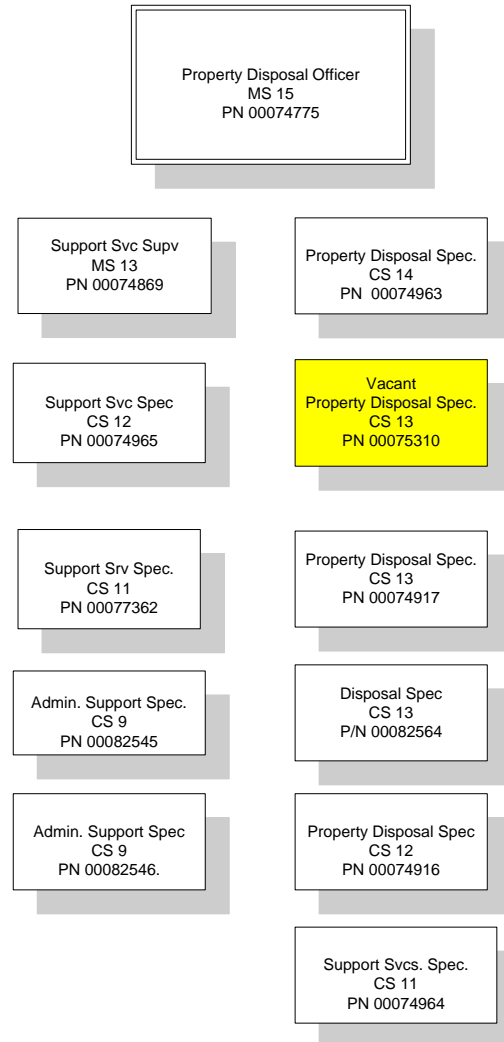 Property Disposal Officer
MS 15
PN 00074775
Support Svc Supv
MS 13
PN 00074869
Property Disposal Spec.
CS 14
PN  00074963
Support Svc Spec
CS 12
PN 00074965
Vacant
Property Disposal Spec.
CS 13
PN 00075310
Support Srv Spec.
CS 11
PN 00077362
Property Disposal Spec.
CS 13
PN 00074917
Admin. Support Spec.
CS 9
PN 00082545
Disposal Spec
CS 13
P/N 00082564
Admin. Support Spec
CS 9
PN 00082546.
Property Disposal Spec
CS 12
PN 00074916
Support Svcs. Spec.
CS 11
PN 00074964